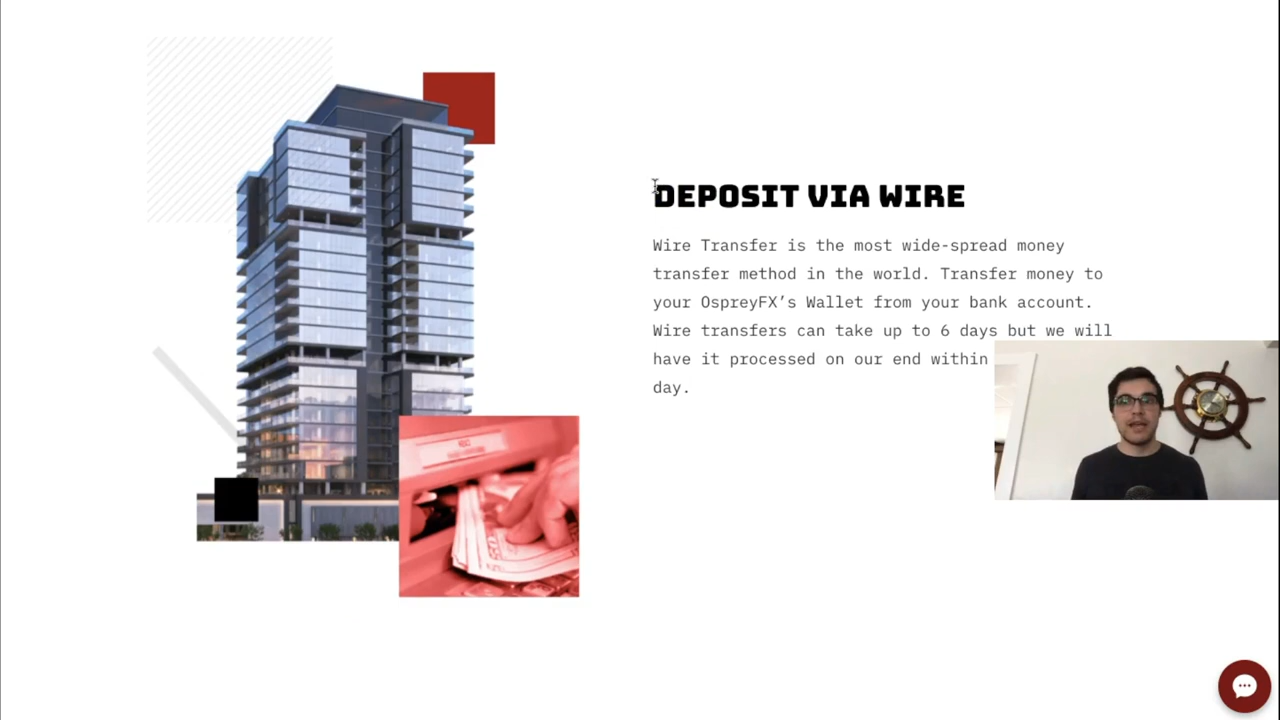 DEPOSIT VIA WIRE
Wire Transfer is the most wide-spread money
transfer method in the world. Transfer money to
your OspreyFX’s Wallet from your bank account.
Wire transfers can take up to 6 days but we will
have it processed on our end within
day.